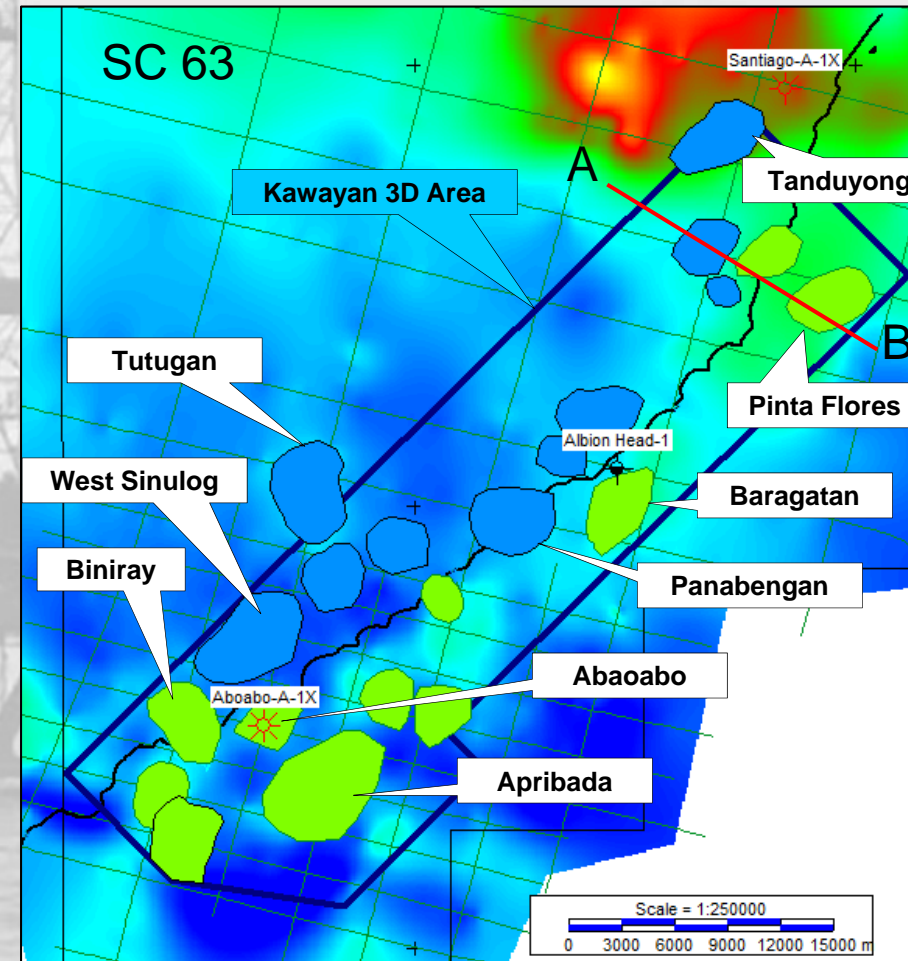 SC 63
Santiago-A-1X
A
Tanduyong
Kawayan 3D Area
B
Tutugan
Pinta Flores
Albion Head-1
West Sinulog
Baragatan
Biniray
Panabengan
Abaoabo
Aboabo-A-1X
Apribada
Scale = 1:250000
0 3000 6000 9000 12000 15000 m